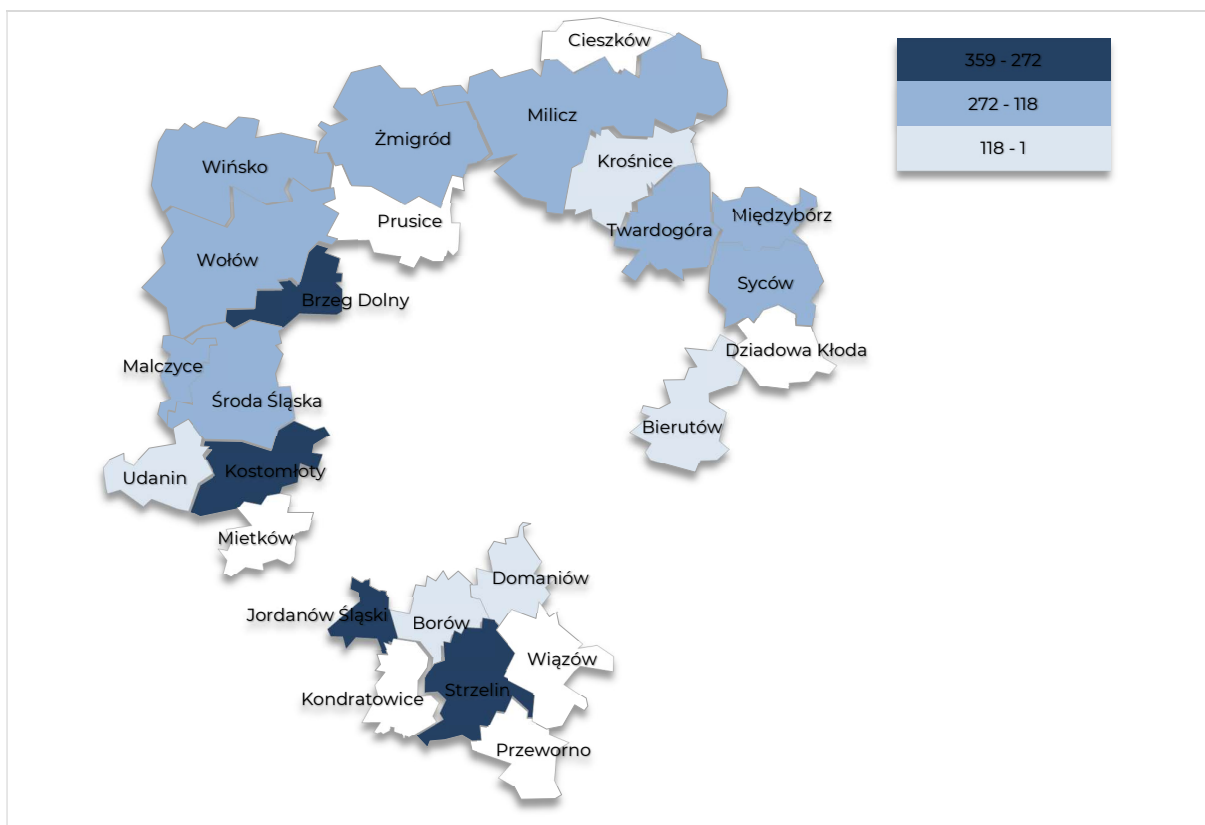 Cieszków
359 - 272
272 - 118
118 - 1
Milicz
Żmigród
Krośnice
Wińsko
Prusice
Międzybórz
Twardogóra
Wołów
Syców
Brzeg Dolny
Dziadowa Kłoda
Malczyce
Środa Śląska
Bierutów
Udanin
Kostomłoty
Mietków
Domaniów
Jordanów Śląski
Borów
Wiązów
Strzelin
Kondratowice
Przeworno